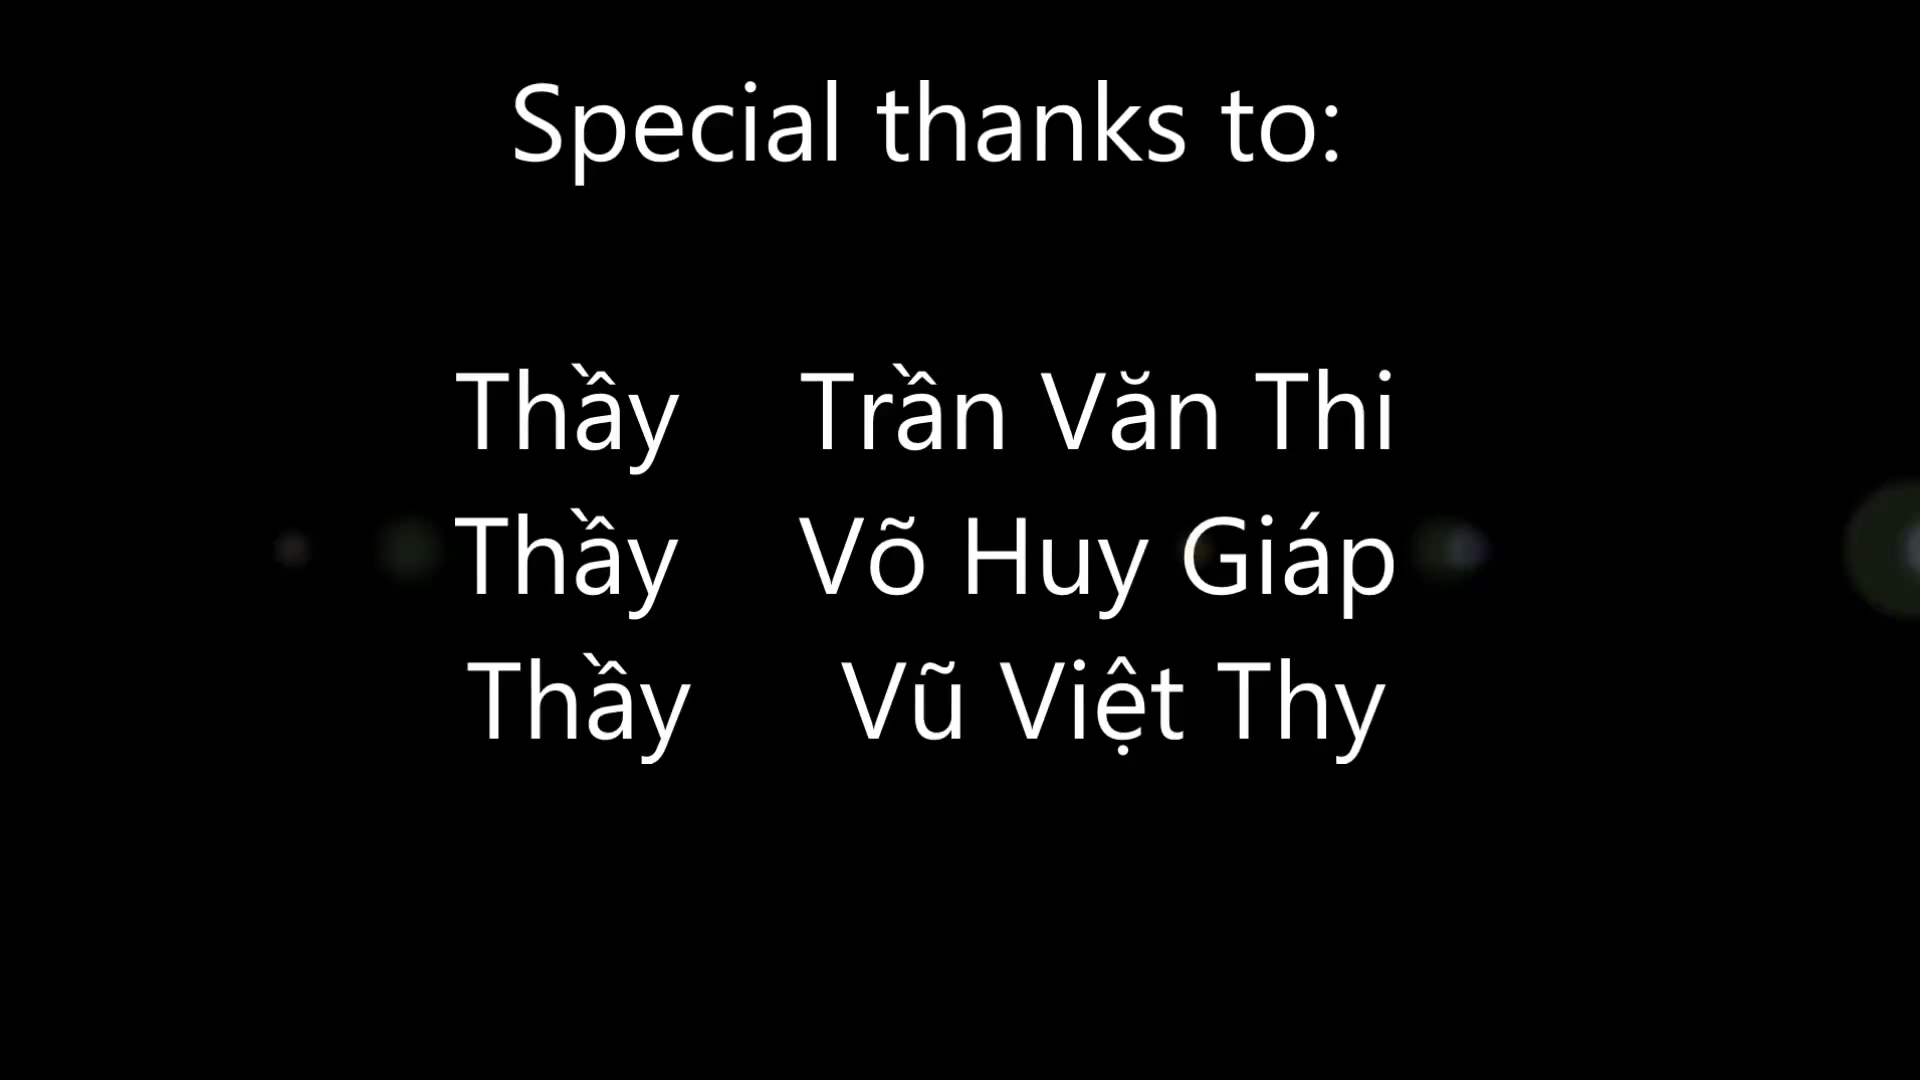 Special thanks to:
Thầy Trần Văn Thi
Thầy Võ Huy Giáp
Thầy Vũ Việt Thy